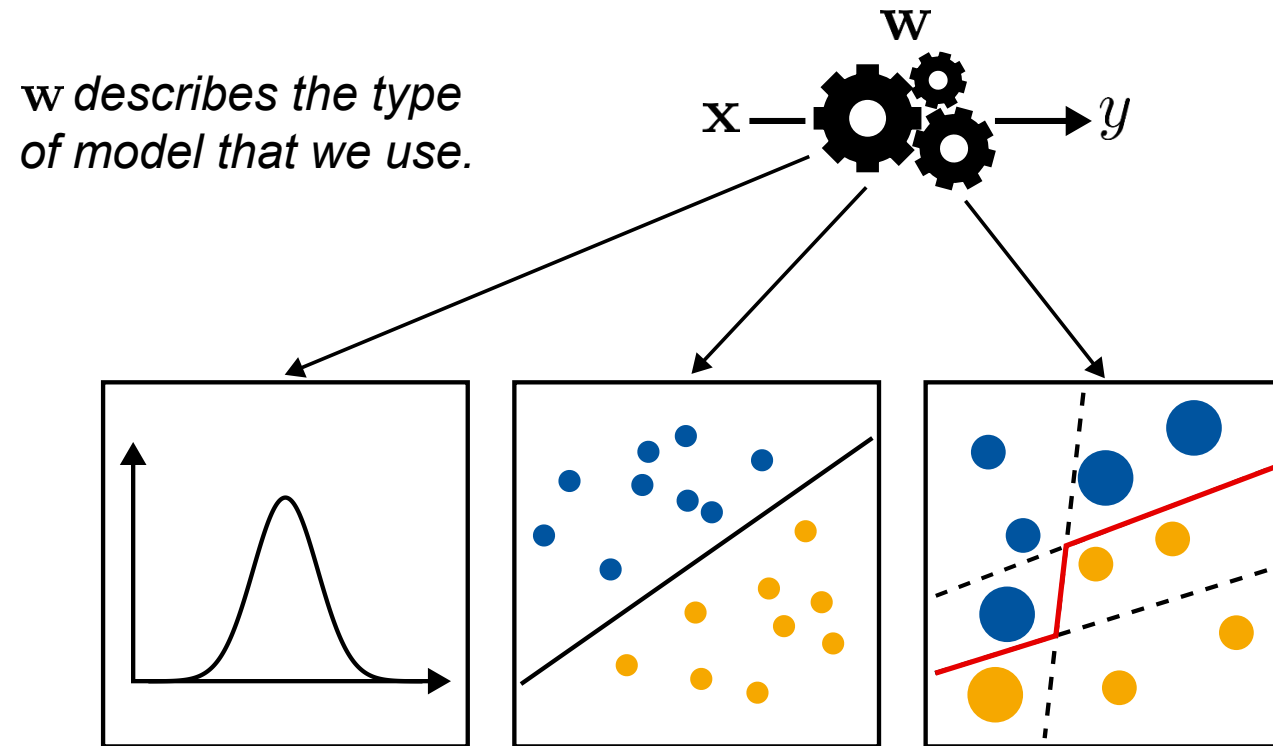 w
w describes the type
of model that we use.
x
y